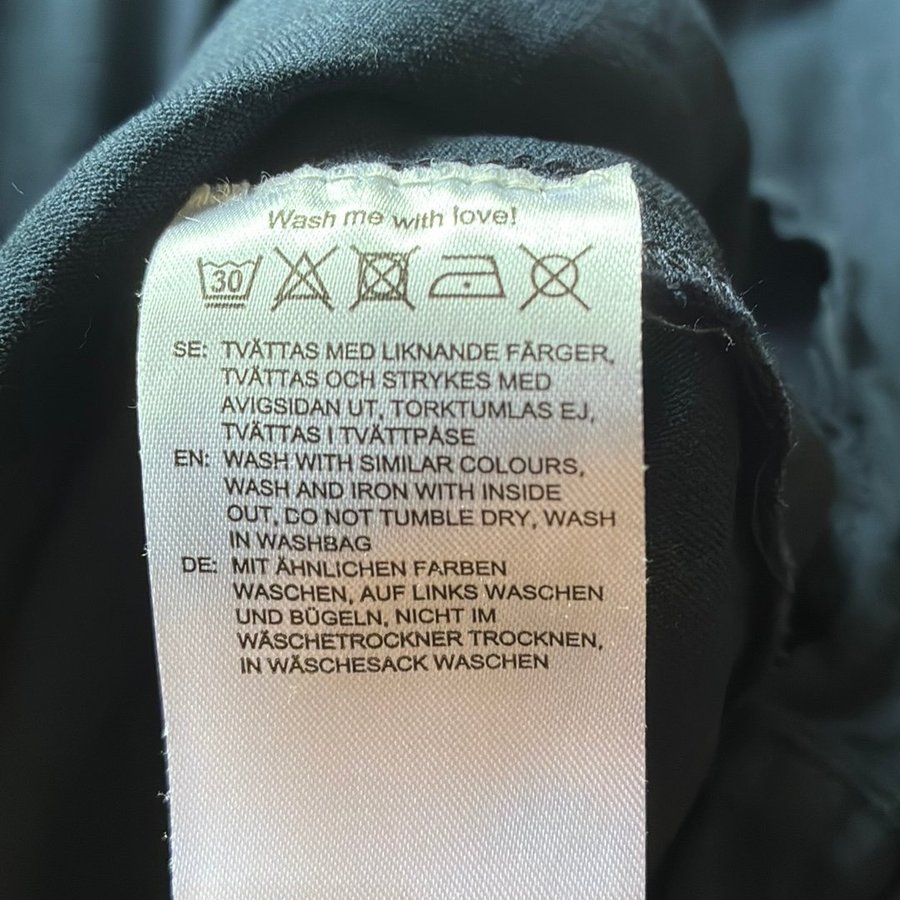 Wash me with love!
30
SE: TVÄTTAS MED LIKNANDE FÄRGER,
TVÄTTAS OCH STRYKES MED
AVIGSIDAN UT, TORKTUMLAS EJ,
TVÄTTAS I TVÄTTPÅSE
EN: WASH WITH SIMILAR COLOURS,
WASH AND IRON WITH INSIDE
OUT, DO NOT TUMBLE DRY, WASH
IN WASHBAG
DE: MIT ÄHNLICHEN FARBEN
WASCHEN, AUF LINKS WASCHEN
UND BÜGELN, NICHT IM
WÄSCHETROCKNER TROCKNEN,
IN WÄSCHESACK WASCHEN